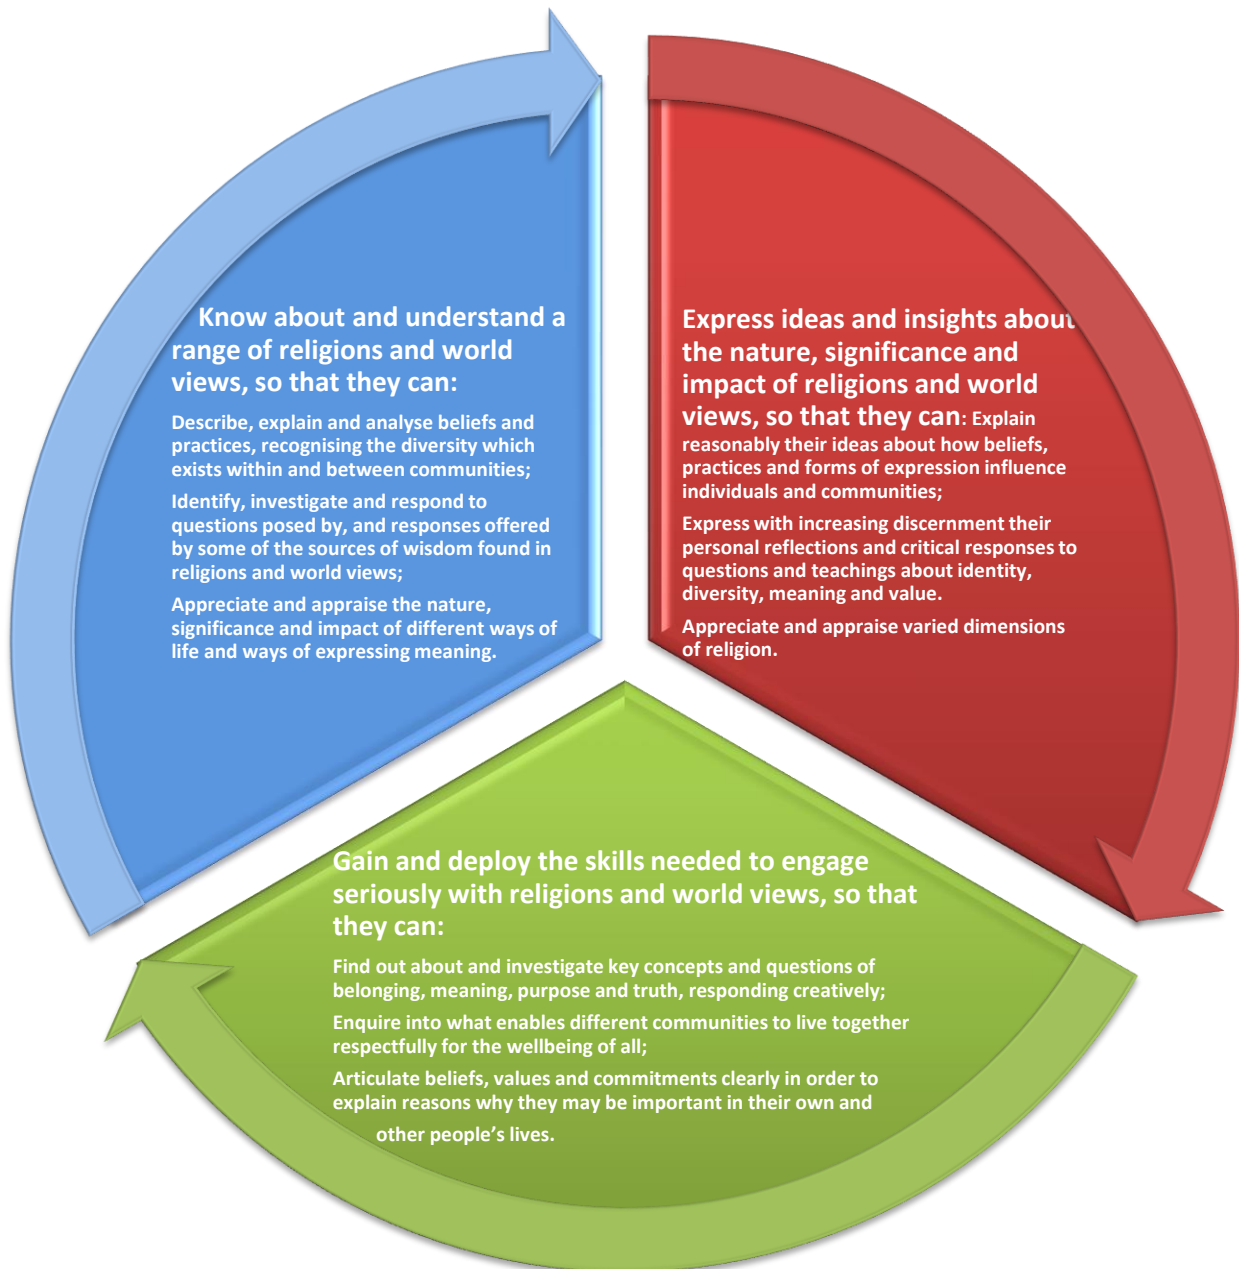 Know about and understand a
range of religions and world
views, so that they can:
Describe, explain and analyse beliefs and
practices, recognising the diversity which
exists within and between communities;
Identify, investigate and respond to
questions posed by, and responses offered
by some of the sources of wisdom found in
religions and world views;
Appreciate and appraise the nature,
significance and impact of different ways of
life and ways of expressing meaning.
Express ideas and insights about
the nature, significance and
impact of religions and world
views, so that they can: Explain
reasonably their ideas about how beliefs,
practices and forms of expression influence
individuals and communities;
Express with increasing discernment their
personal reflections and critical responses to
questions and teachings about identity,
diversity, meaning and value.
Appreciate and appraise varied dimensions
of religion.
Gain and deploy the skills needed to engage
seriously with religions and world views, so that
they can:
Find out about and investigate key concepts and questions of
belonging, meaning, purpose and truth, responding creatively;
Enquire into what enables different communities to live together
respectfully for the wellbeing of all;
Articulate beliefs, values and commitments clearly in order to
explain reasons why they may be important in their own and
other people’s lives.